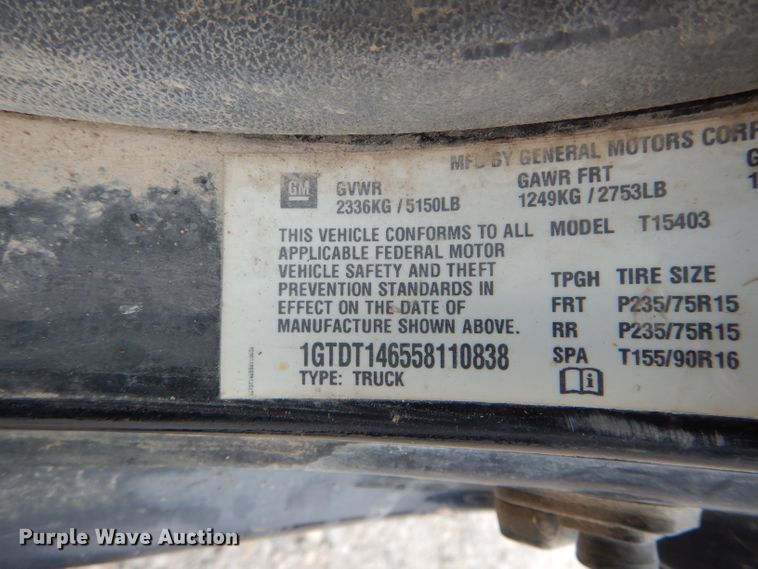 MFD BY GENERAL MOTORS CORP
GM GVWR GAWR FRT
2336KG / 5150LB 1249KG / 2753LB
THIS VEHICLE CONFORMS TO ALL MODEL T15403
APPLICABLE FEDERAL MOTOR
VEHICLE SAFETY AND THEFT TPGH TIRE SIZE
PREVENTION STANDARDS IN
EFFECT ON THE DATE OF FRT P235/75R15
MANUFACTURE SHOWN ABOVE. RR P235/75R15
1GTDT146558110838 SPA T155/90R16
TYPE: TRUCK
Purple Wave Auction